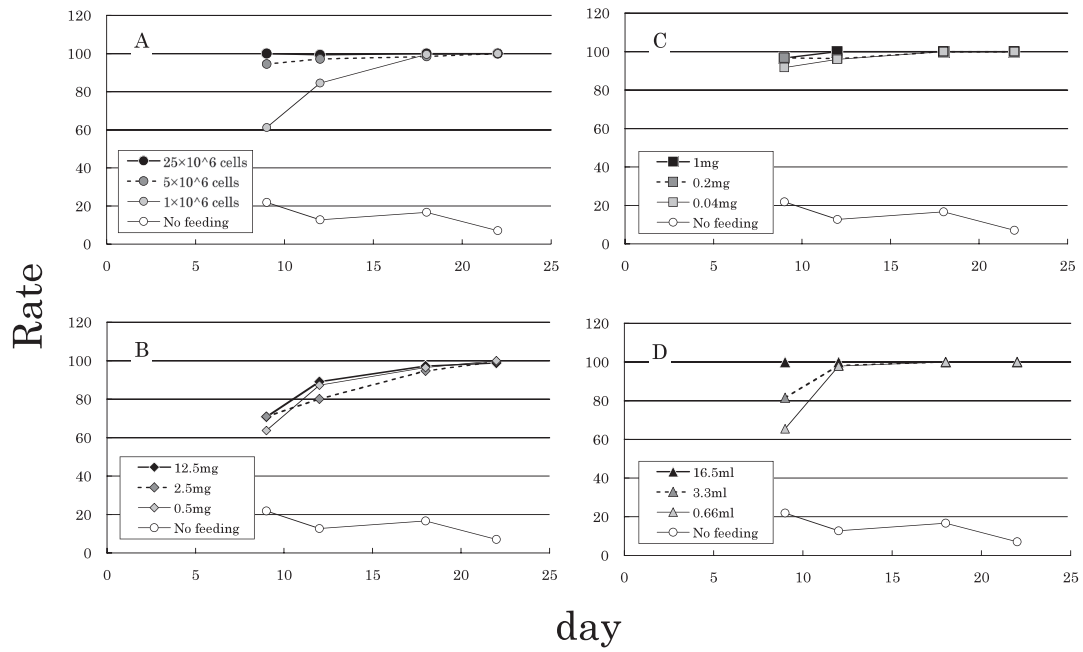 Rate
A
120
100
80
60
40
20
0
25×10^6 cells
5×10^6 cells
1×10^6 cells
No feeding
0 5 10 15 20 25
C
120
100
80
60
40
20
0
1mg
0.2mg
0.04mg
No feeding
0 5 10 15 20 25
B
120
100
80
60
40
20
0
12.5mg
2.5mg
0.5mg
No feeding
0 5 10 15 20 25
D
120
100
80
60
40
20
0
16.5ml
3.3ml
0.66ml
No feeding
0 5 10 15 20 25
day